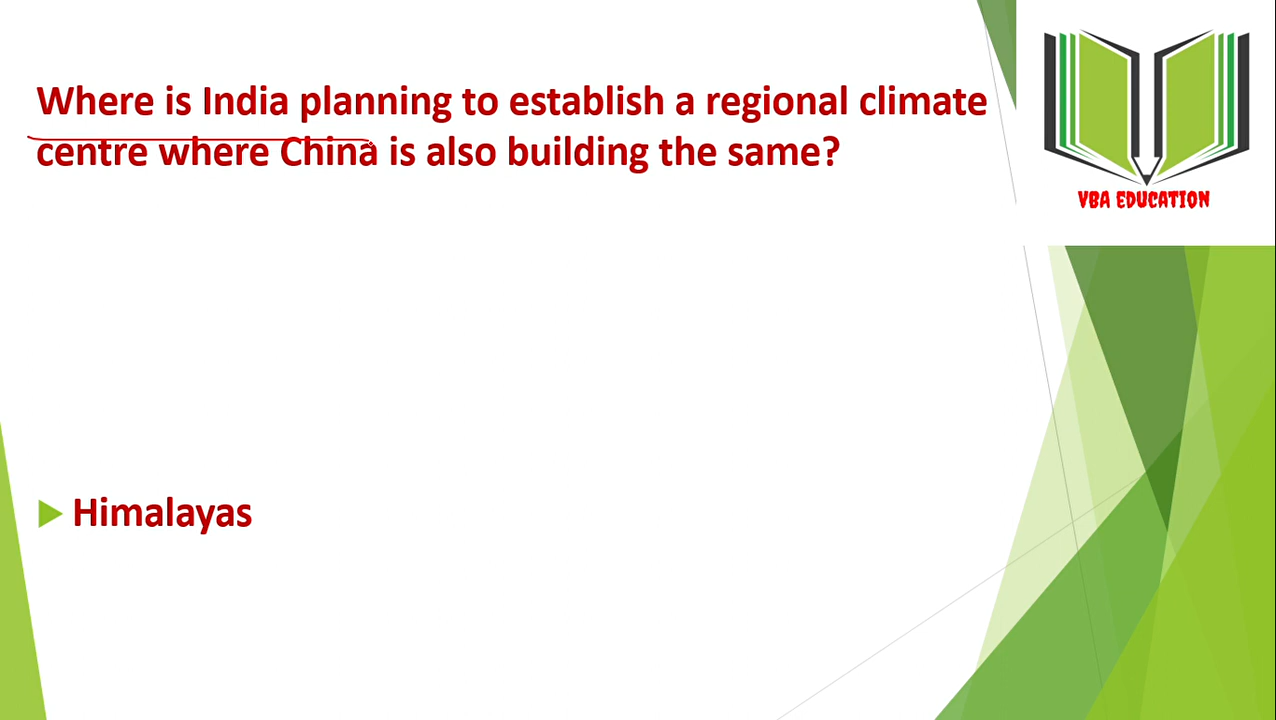 Where is India planning to establish a regional climate
centre where China is also building the same?
VBA EDUCATION
Himalayas